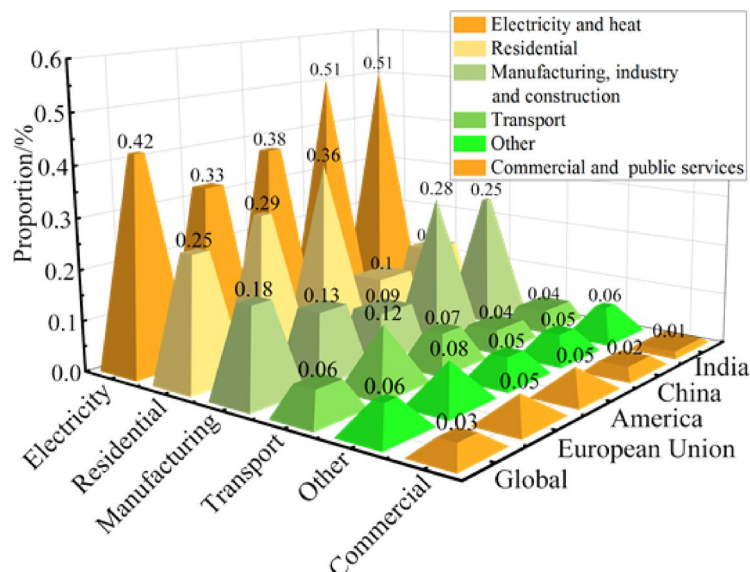 Electricity and heat
Residential
Manufacturing, industry
and construction
Transport
Other
Commercial and public services
Proportion/%
0.6
0.5
0.4
0.3
0.2
0.1
0.0
0.42
0.33
0.38
0.51
0.51
0.25
0.29
0.36
0.1
0.18
0.13
0.09
0.28
0.25
0.06
0.12
0.07
0.04
0.04
0.06
0.08
0.05
0.05
0.06
0.03
0.05
0.05
0.02
0.01
Electricity
Residential
Manufacturing
Transport
Other
Commercial
Global
European Union
America
China
India